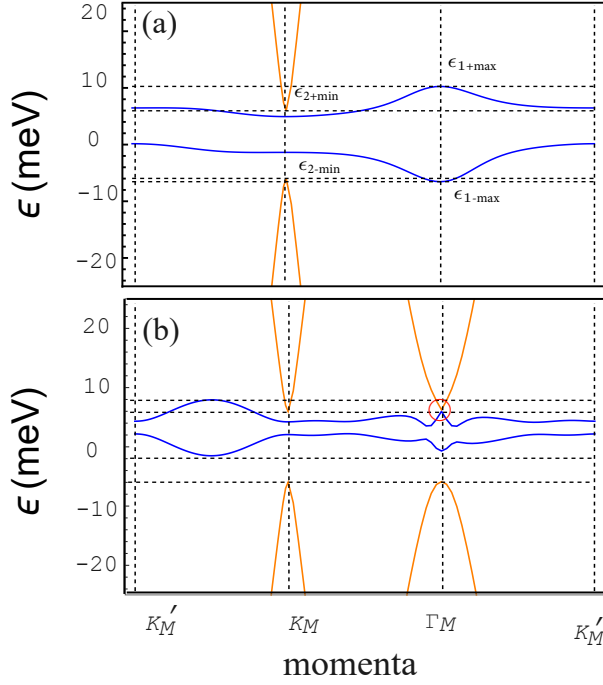 20
(a)
ϵ1+max
ϵ2+min
10
0
ϵ2-min
ϵ1-max
-10
-20
ϵ (meV)
(b)
20
10
0
-10
-20
ϵ (meV)
K′M KM ΓM K′M
momenta